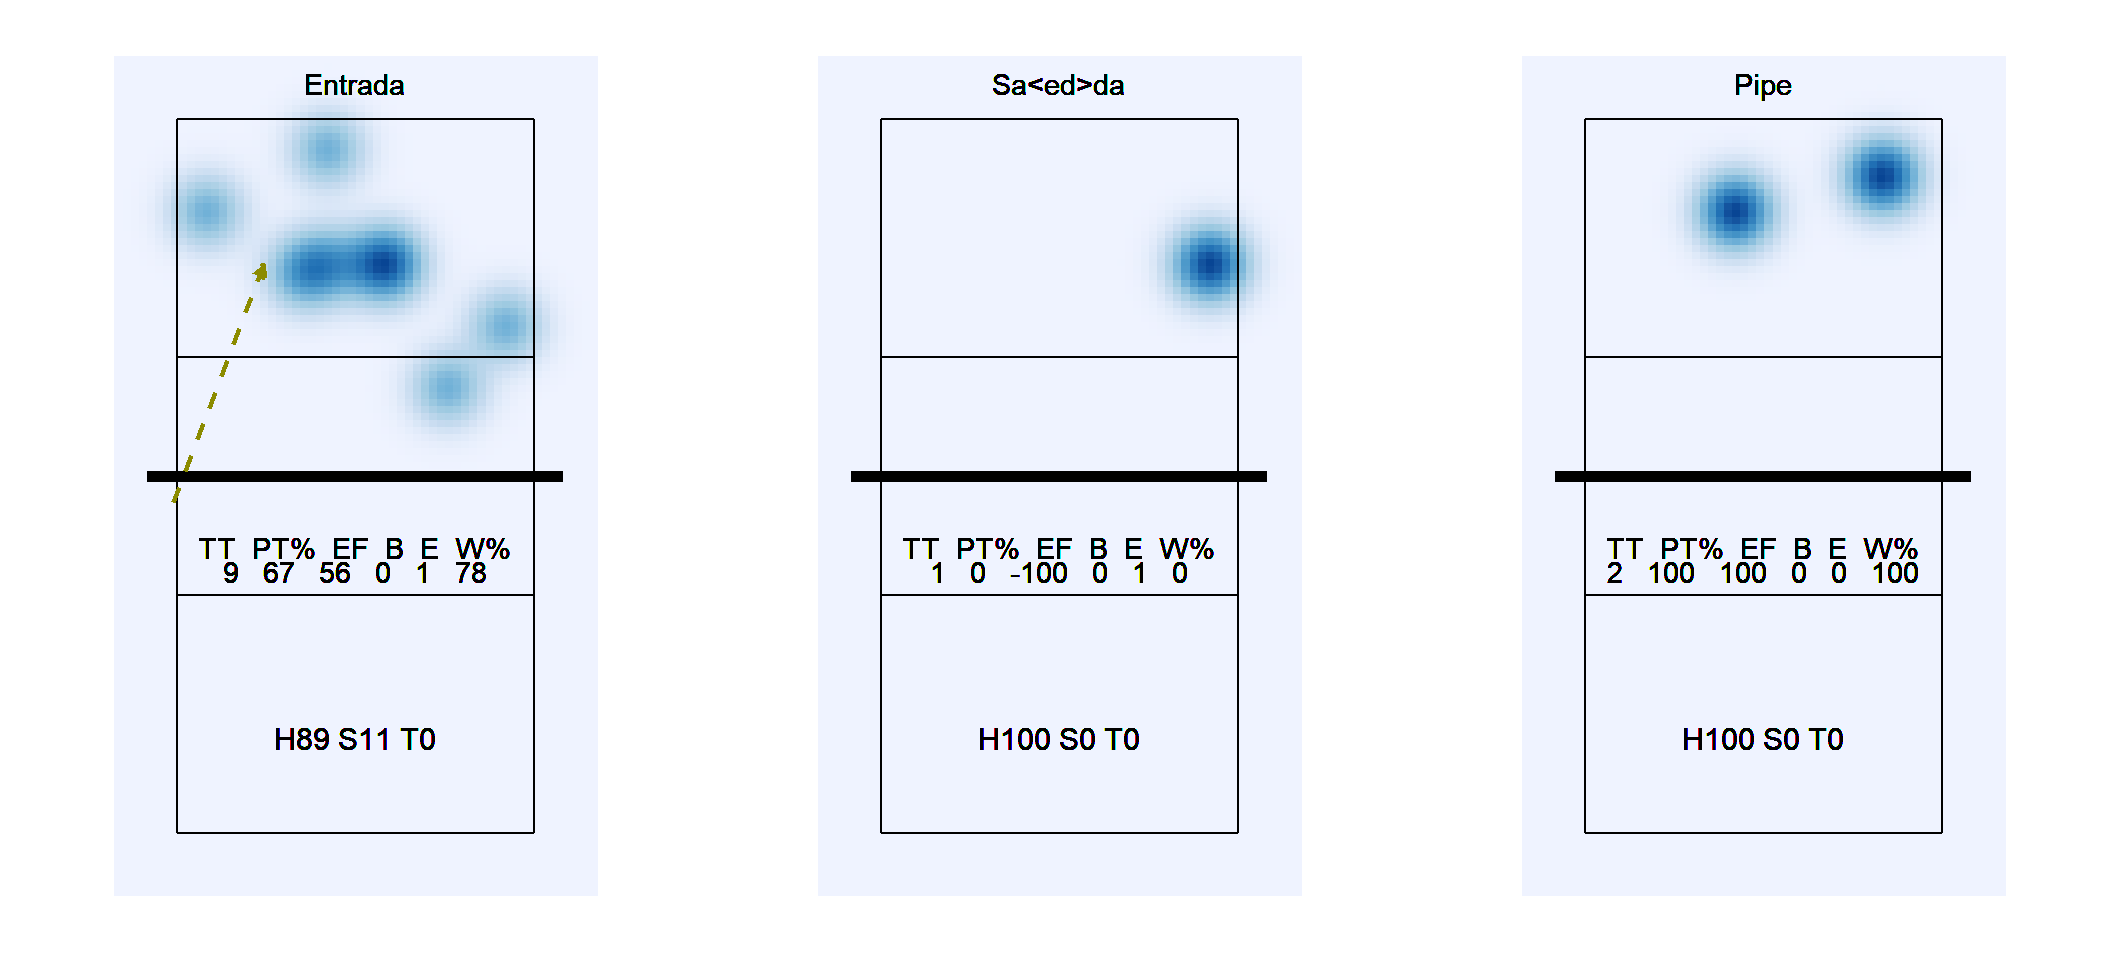 Entrada
TT PT% EF B E W%
9 67 56 0 1 78
H89 S11 T0
Sa<ed>da
TT PT% EF B E W%
1 0 -100 0 1 0
H100 S0 T0
Pipe
TT PT% EF B E W%
2 100 100 0 0 100
H100 S0 T0